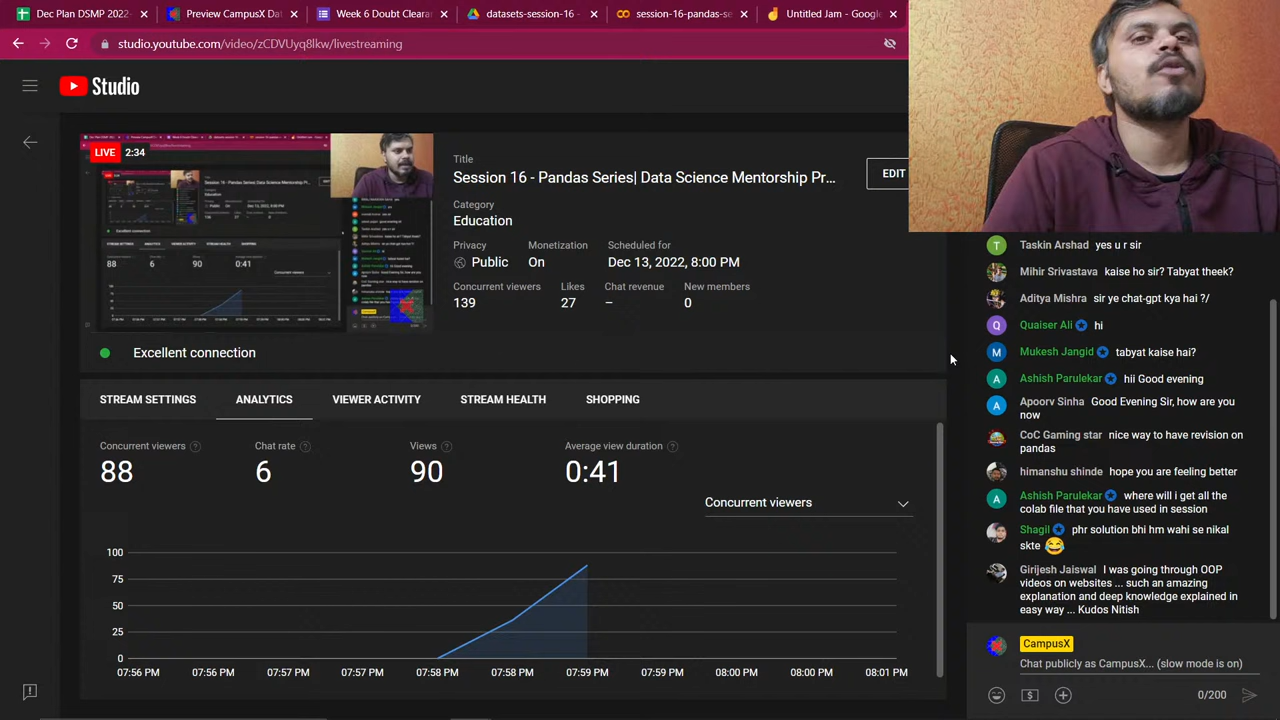 Dec Plan DSMP 2022-
Preview CampusX Da
Week 6 Doubt Clearan
datasets-session-16 -
session-16-pandas-se
Untitled Jam - Google
studio.youtube.com/video/zCDVUyq8lkw/livestreaming
Studio
LIVE 2:34
Title
Session 16 - Pandas Series| Data Science Mentorship Pr...
EDIT
Category
Education
Privacy Monetization Scheduled for
Public On Dec 13, 2022, 8:00 PM
Concurrent viewers Likes Chat revenue New members
139 27 – 0
Excellent connection
STREAM SETTINGS ANALYTICS VIEWER ACTIVITY STREAM HEALTH SHOPPING
Concurrent viewers Chat rate Views Average view duration
88 6 90 0:41
Concurrent viewers
100
75
50
25
0
07:56 PM 07:56 PM 07:57 PM 07:57 PM 07:58 PM 07:58 PM 07:59 PM 07:59 PM 08:00 PM 08:00 PM 08:01 PM
T Taskin Arshad yes u r sir
Mihir Srivastava kaise ho sir? Tabyat theek?
Aditya Mishra sir ye chat-gpt kya hai ?/
Q Quaiser Ali hi
M Mukesh Jangid tabyat kaise hai?
A Ashish Parulekar hii Good evening
A Apoorv Sinha Good Evening Sir, how are you
now
CoC Gaming star nice way to have revision on
pandas
himanshu shinde hope you are feeling better
A Ashish Parulekar where will i get all the
colab file that you have used in session
Shagil phr solution bhi hm wahi se nikal
skte 😂
Girijesh Jaiswal I was going through OOP
videos on websites ... such an amazing
explanation and deep knowledge explained in
easy way ... Kudos Nitish
CampusX
Chat publicly as CampusX... (slow mode is on)
0/200